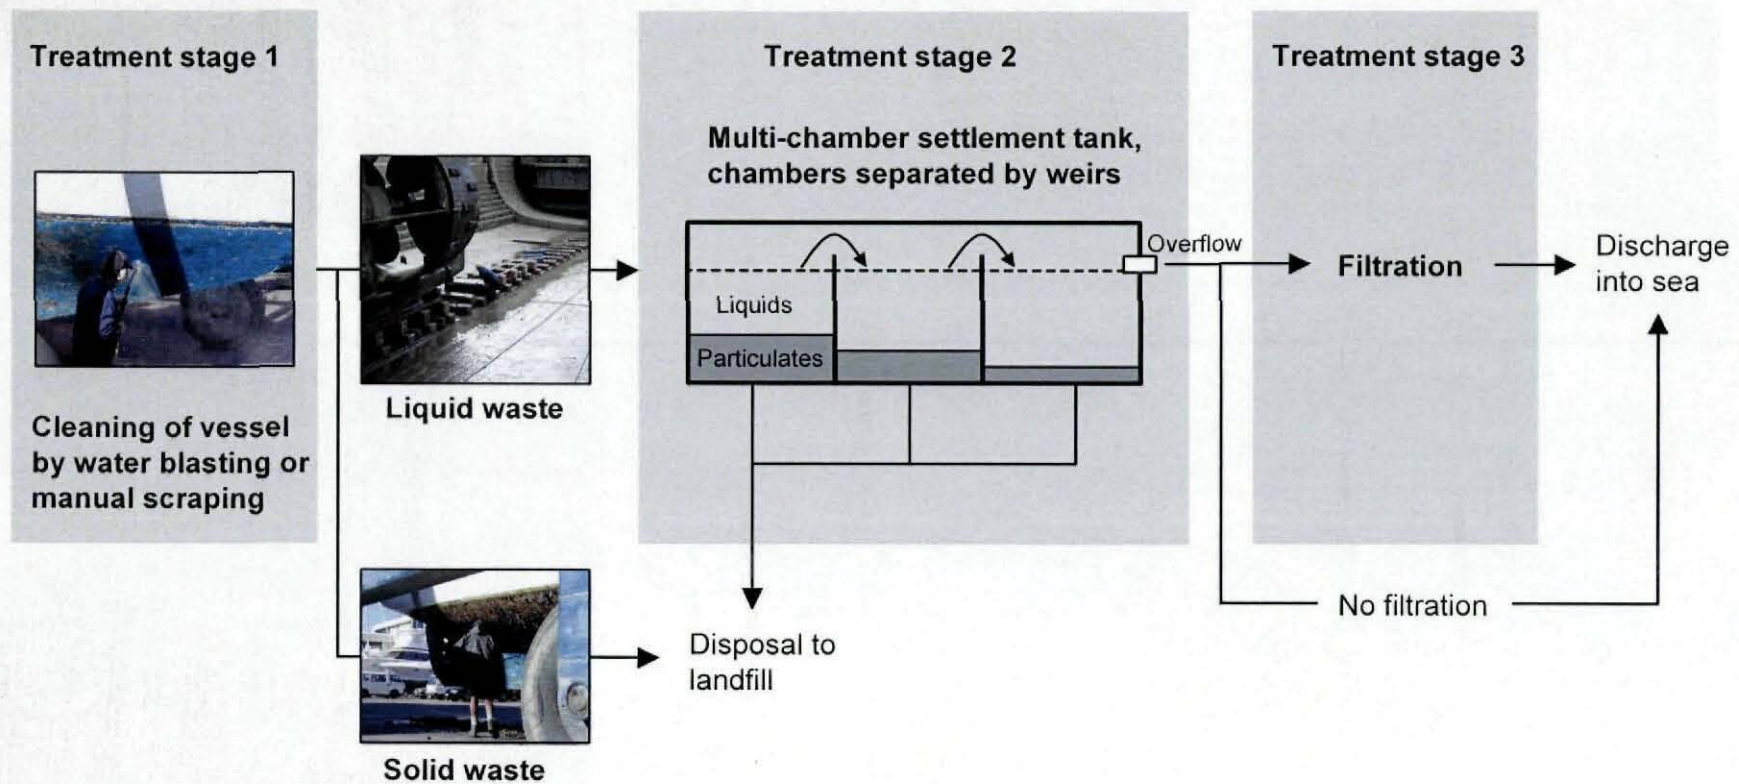 Treatment stage 1
Cleaning of vessel
by water blasting or
manual scraping
Liquid waste
Solid waste
Treatment stage 2
Multi-chamber settlement tank,
chambers separated by weirs
Liquids
Particulates
Overflow
Disposal to
landfill
Treatment stage 3
Filtration
No filtration
Discharge
into sea